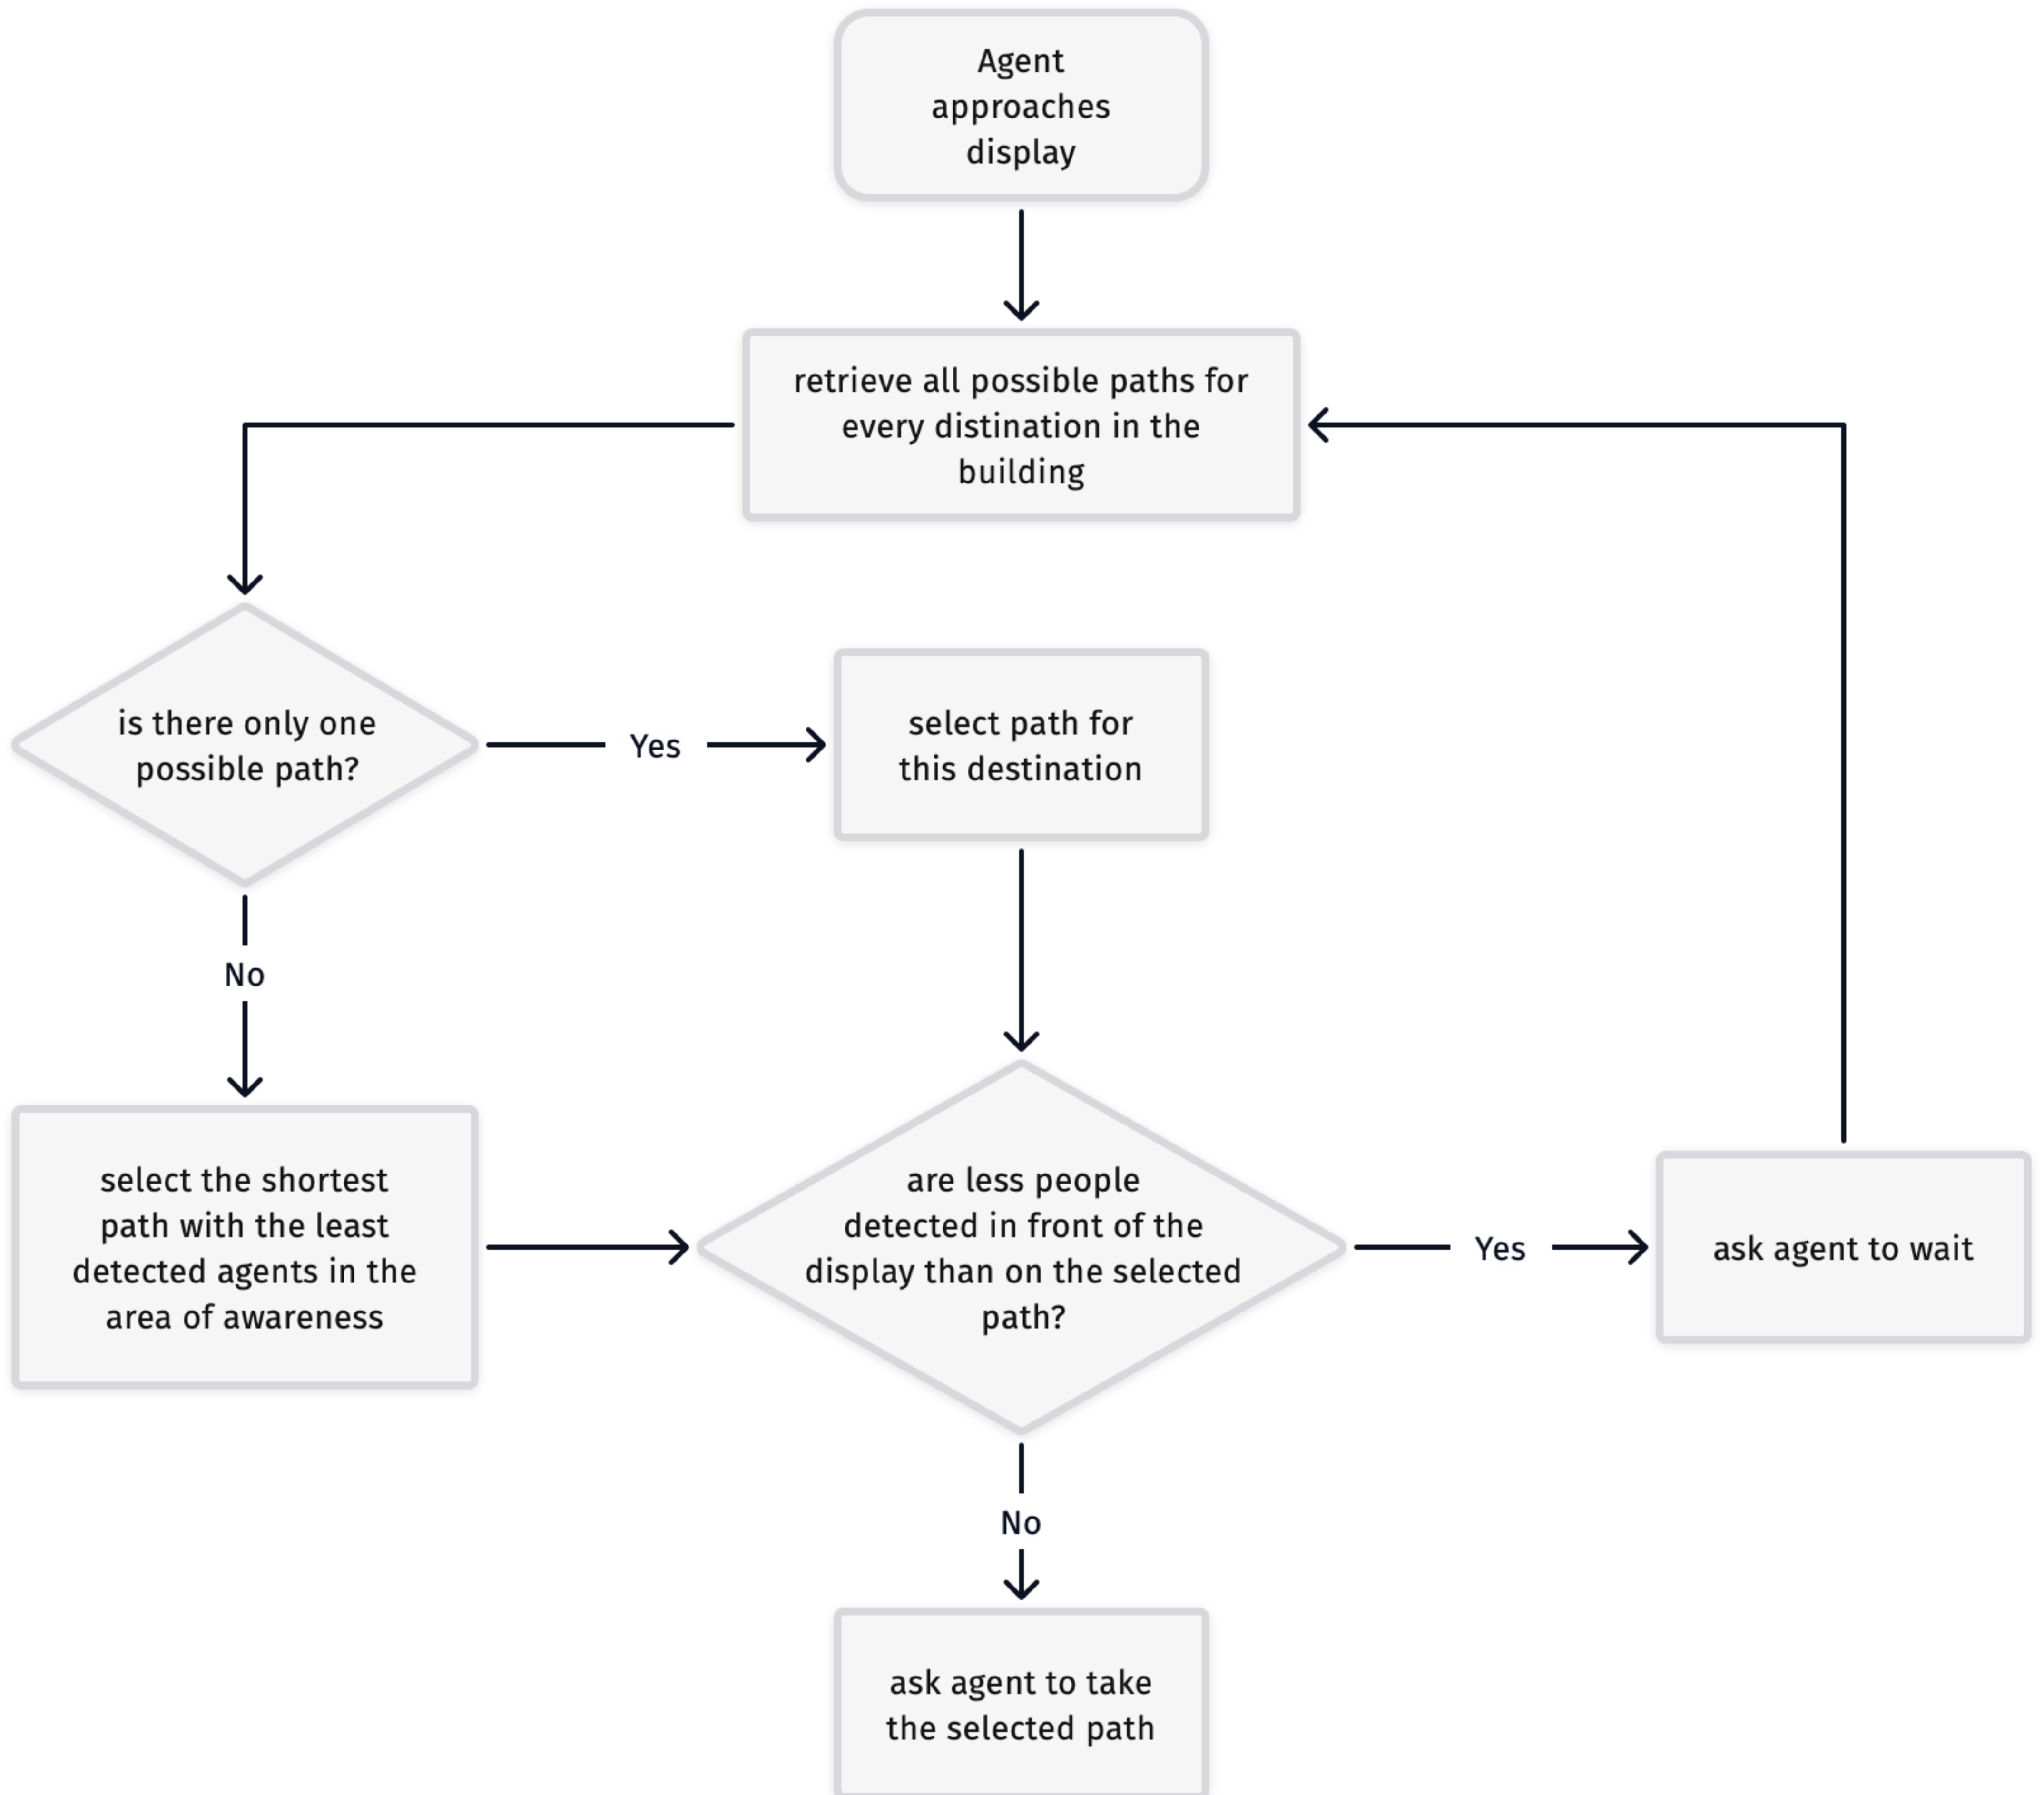 Agent
approaches
display
retrieve all possible paths for
every distination in the
building
is there only one
possible path?
Yes
select path for
this destination
No
select the shortest
path with the least
detected agents in the
area of awareness
are less people
detected in front of the
display than on the selected
path?
Yes
ask agent to wait
No
ask agent to take
the selected path